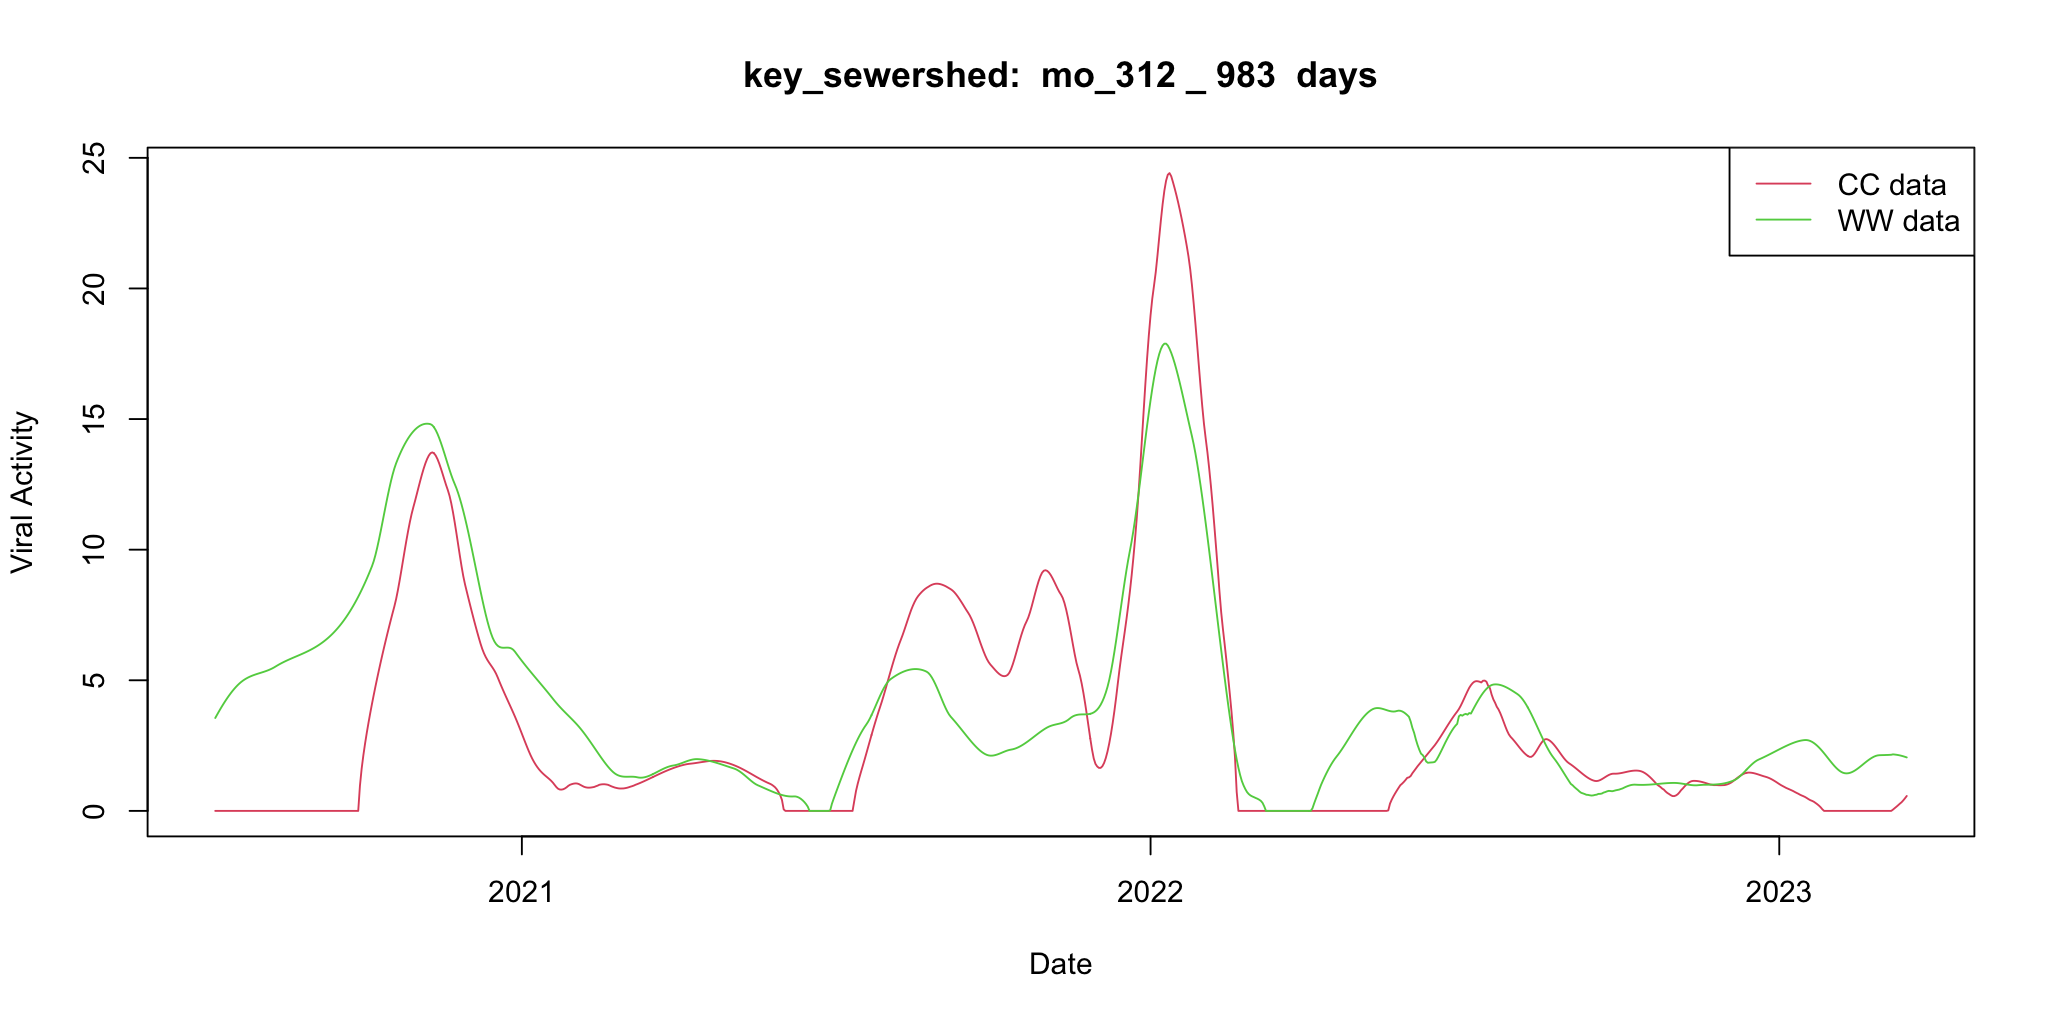 key_sewershed:  mo_312 _ 983  days
Viral Activity
25
20
15
10
5
0
CC data
WW data
2021
2022
2023
Date